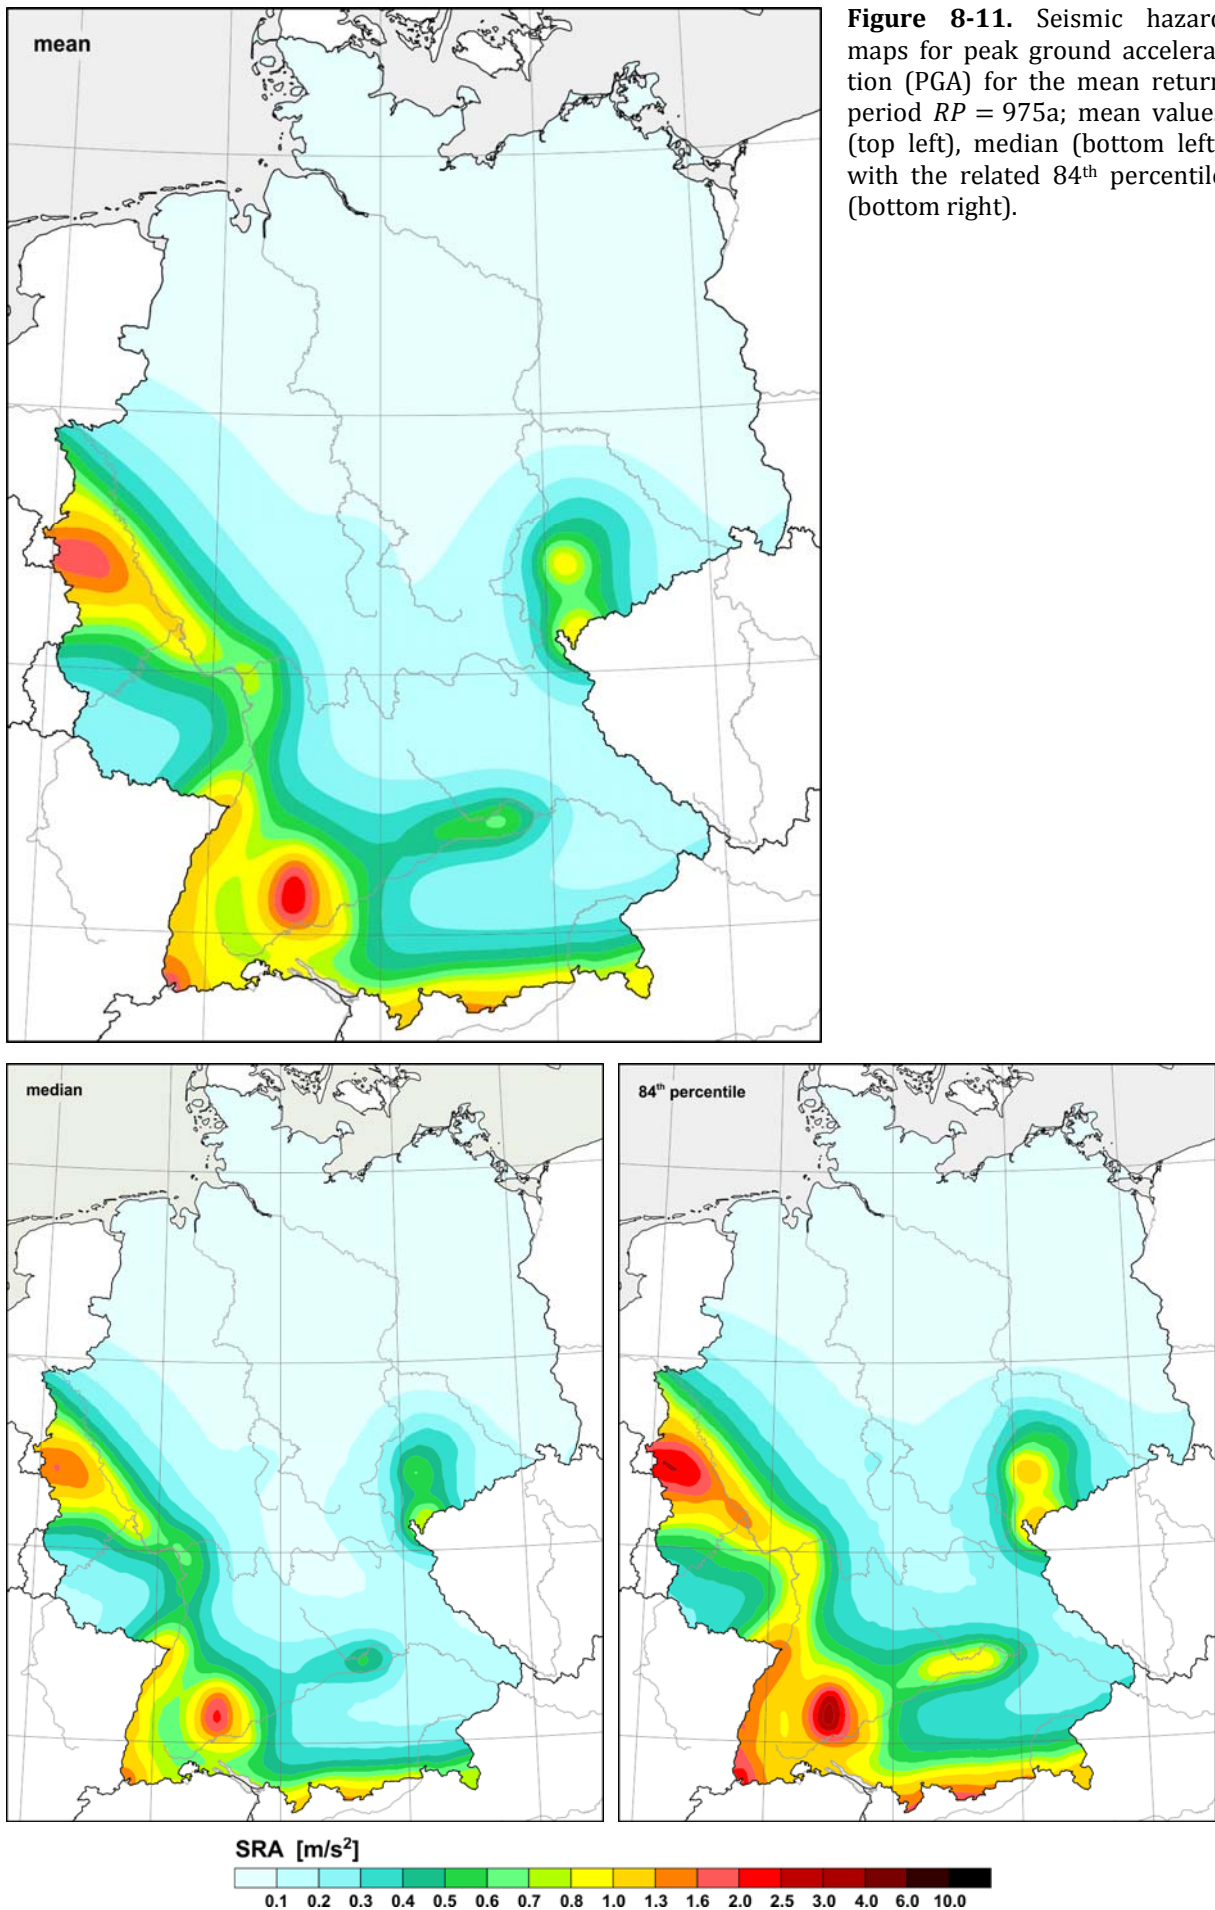 mean
Figure 8-11. Seismic hazard
maps for peak ground accelera
tion (PGA) for the mean return
period RP = 975a; mean value
(top left), median (bottom left
with the related 84th percentile
(bottom right).
median
84th percentile
SRA [m/s2]
0.1 0.2 0.3 0.4 0.5 0.6 0.7 0.8 1.0 1.3 1.6 2.0 2.5 3.0 4.0 6.0 10.0